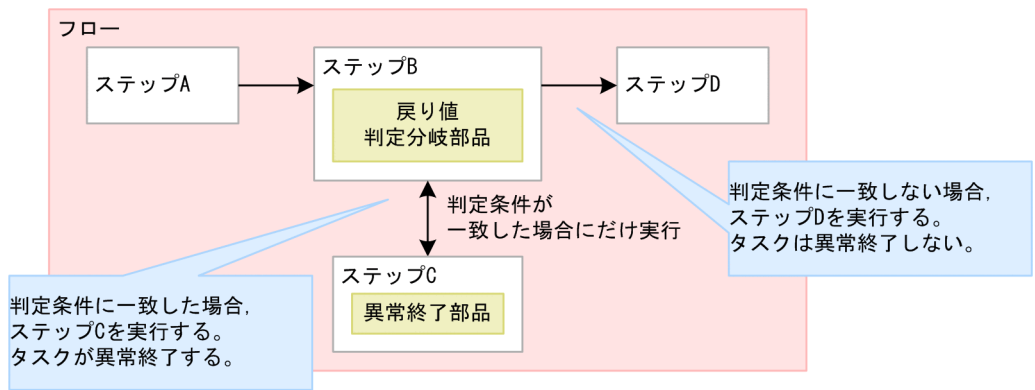 フロー
ステップA
ステップB
戻り値
判定分岐部品
ステップD
判定条件に一致しない場合,
ステップDを実行する。
タスクは異常終了しない。
判定条件が
一致した場合にだけ実行
ステップC
異常終了部品
判定条件に一致した場合,
ステップCを実行する。
タスクが異常終了する。